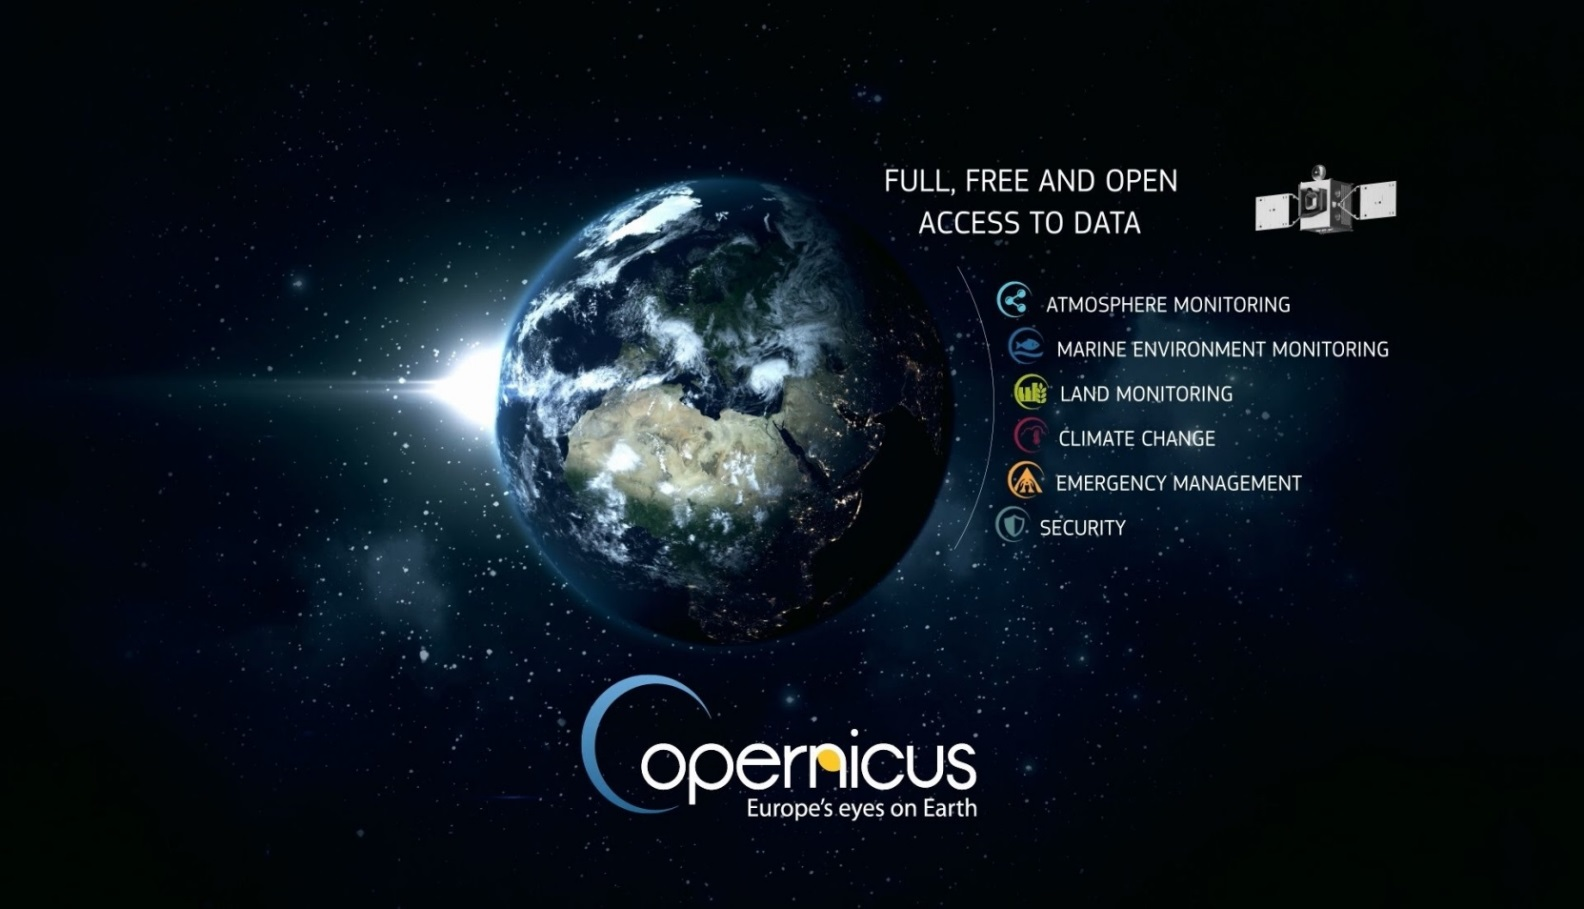 FULL, FREE AND OPEN
ACCESS TO DATA
ATMOSPHERE MONITORING
MARINE ENVIRONMENT MONITORING
LAND MONITORING
CLIMATE CHANGE
EMERGENCY MANAGEMENT
SECURITY
Copernicus
Europe's eyes on Earth